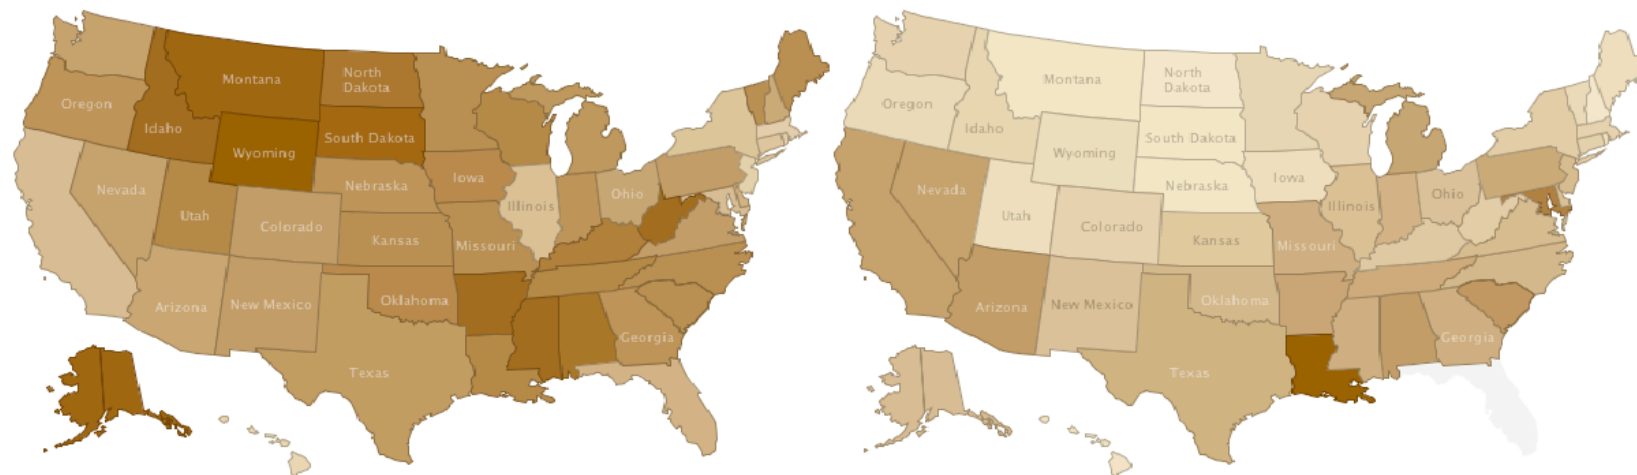 Montana
North
Dakota
Oregon
Idaho
South Dakota
Wyoming
Nevada
Nebraska
Iowa
Utah
Colorado
Illinois
Ohio
Kansas
Missouri
Arizona
New Mexico
Oklahoma
Georgia
Texas
Montana
North
Dakota
Oregon
Idaho
South Dakota
Wyoming
Nevada
Nebraska
Iowa
Utah
Colorado
Illinois
Ohio
Kansas
Missouri
Arizona
New Mexico
Oklahoma
Georgia
Texas